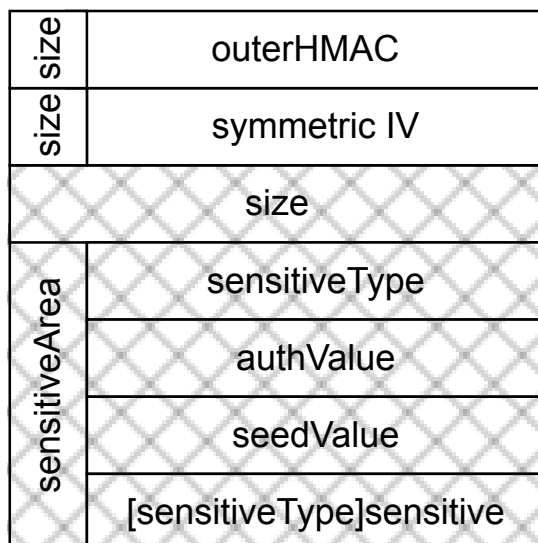 size
outerHMAC
size
symmetric IV
size
sensitiveArea
sensitiveType
authValue
seedValue
[sensitiveType]sensitive